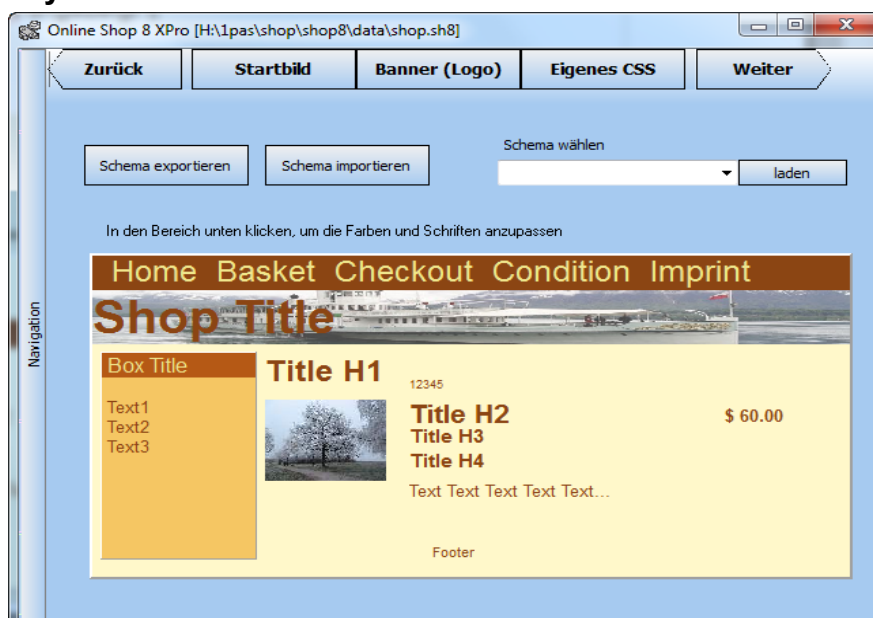 Online Shop 8 XPro [H:\1pas\shop\shop8\data\shop.sh8]
Zurück Startbild Banner (Logo) Eigenes CSS Weiter
Schema wählen
Schema exportieren Schema importieren laden
In den Bereich unten klicken, um die Farben und Schriften anzupassen
Navigation
Home Basket Checkout Condition Imprint
Shop Title
Box Title
Text1
Text2
Text3
Title H1
12345
Title H2 $ 60.00
Title H3
Title H4
Text Text Text Text Text...
Footer